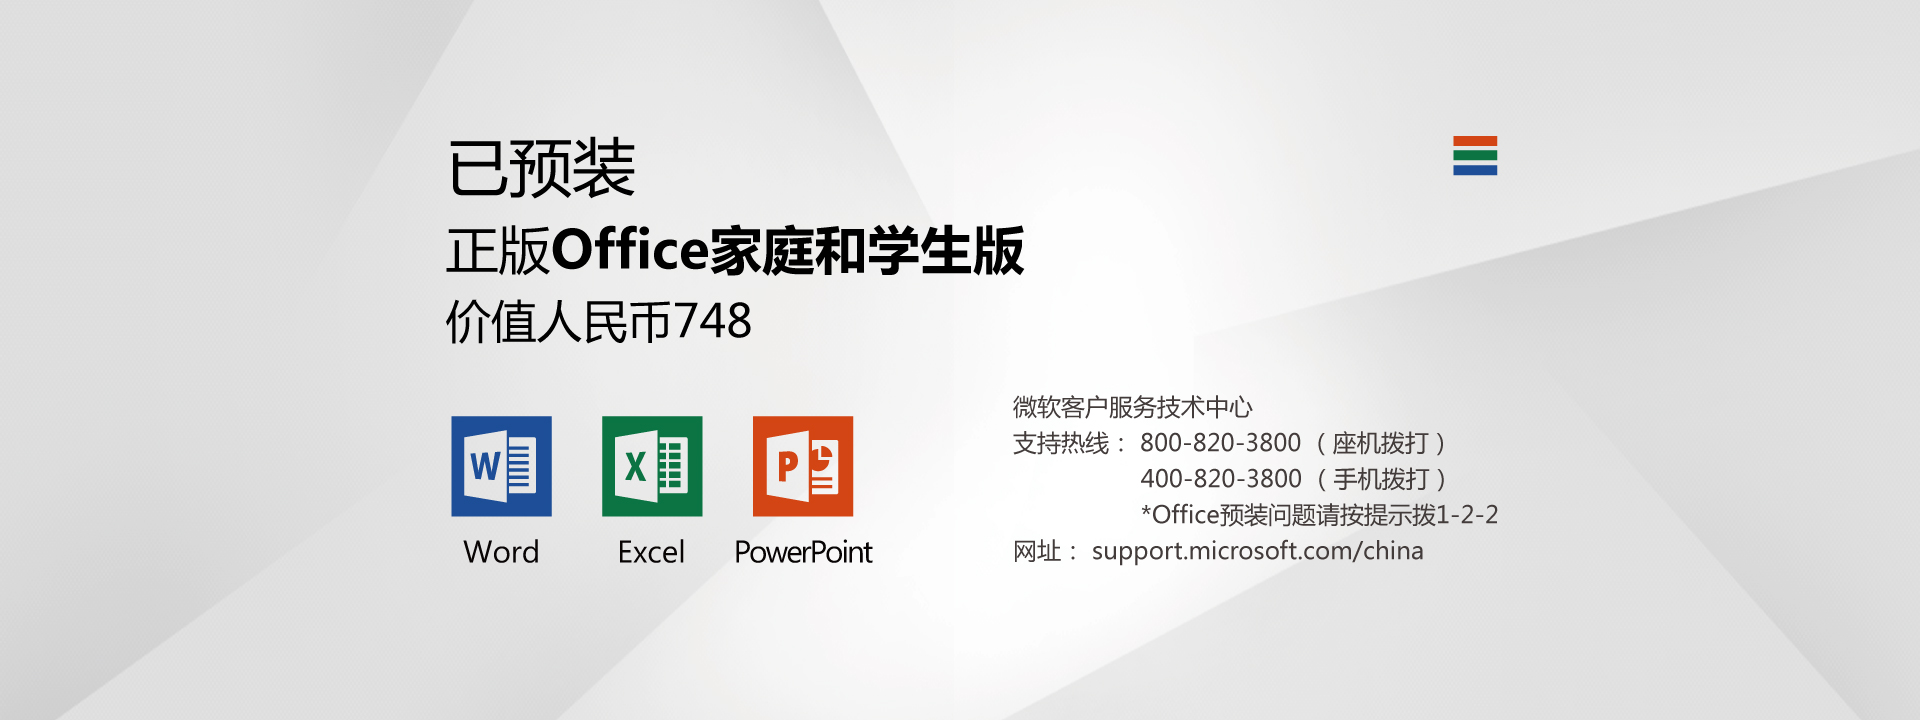 已预装
正版Office家庭和学生版
价值人民币748
W
X
P
Word
Excel
PowerPoint
微软客户服务技术中心
支持热线： 800-820-3800 （座机拨打）
400-820-3800 （手机拨打）
*Office预装问题请按提示拨1-2-2
网址： support.microsoft.com/china